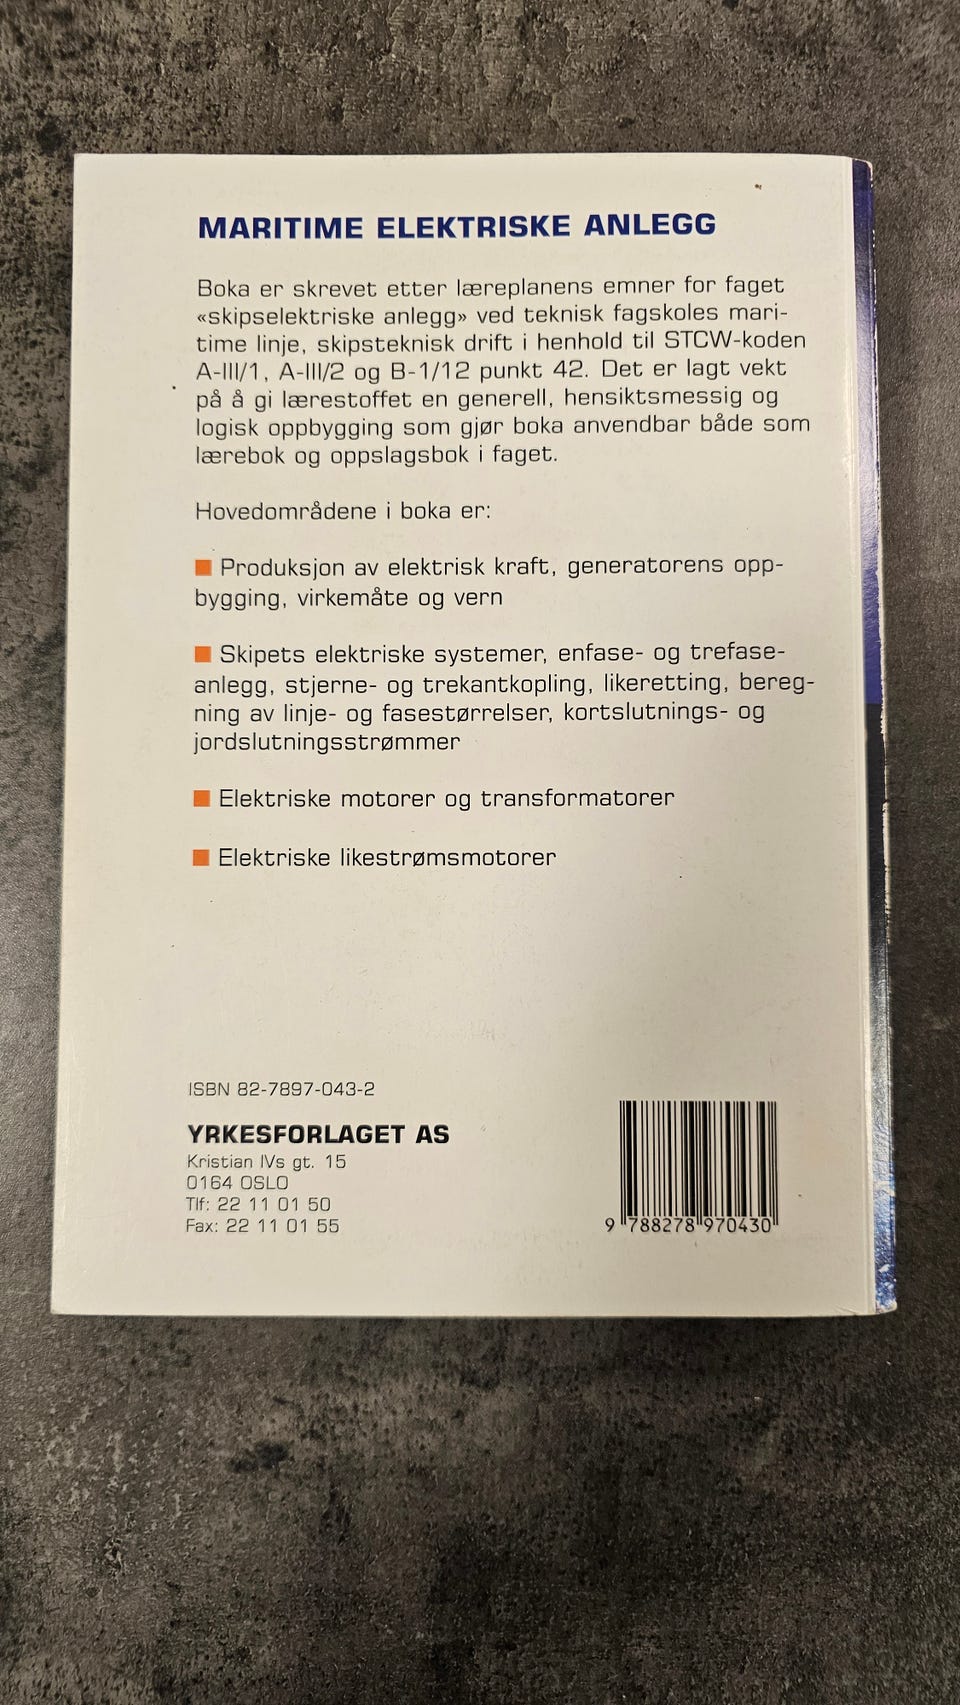 MARITIME ELEKTRISKE ANLEGG
Boka er skrevet etter læreplanens emner for faget
«skipselektriske anlegg» ved teknisk fagskoles mari-
time linje, skipsteknisk drift i henhold til STCW-koden
A-III/1, A-III/2 og B-1/12 punkt 42. Det er lagt vekt
på å gi lærestoffet en generell, hensiktsmessig og
logisk oppbygging som gjør boka anvendbar både som
lærebok og oppslagsbok i faget.
Hovedområdene i boka er:
■ Produksjon av elektrisk kraft, generatorens opp-
bygging, virkemåte og vern
■ Skipets elektriske systemer, enfase- og trefase-
anlegg, stjerne- og trekantkopling, likeretting, bereg-
ning av linje- og fasestørrelser, kortslutnings- og
jordslutningsstrømmer
■ Elektriske motorer og transformatorer
■ Elektriske likestrømsmotorer
ISBN 82-7897-043-2
YRKESFORLAGET AS
Kristian IVs gt. 15
0164 OSLO
Tlf: 22 11 01 50
Fax: 22 11 01 55
9 788278 970430